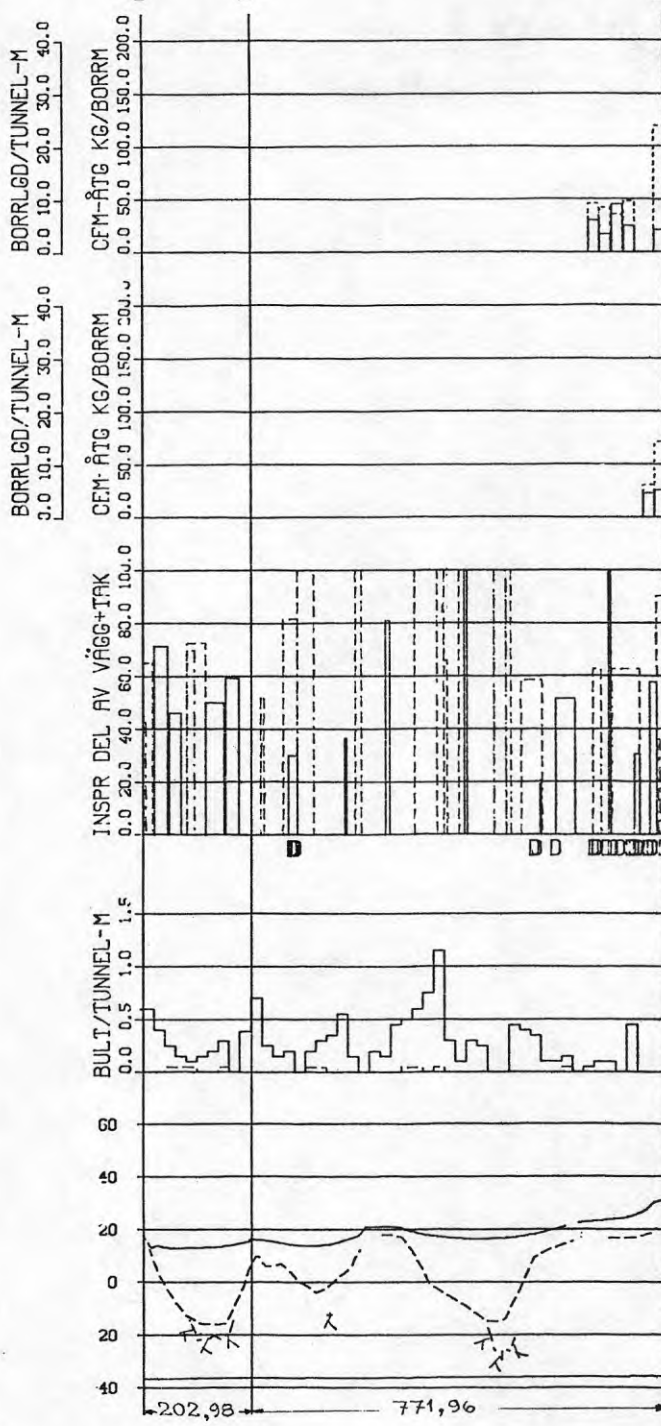 BORRLGD/TUNNEL-M
0.0 10.0 20.0 30.0 40.0
CEM-ÅTG KG/BORRM
0.0 50.0 100.0 150.0 200.0
BORRLGD/TUNNEL-M
0.0 10.0 20.0 30.0 40.0
CEM-ÅTG KG/BORRM
0.0 50.0 100.0 150.0 200.0
INSPR DEL AV VÄGG+TAK
0.0 20.0 40.0 60.0 80.0 100.0
D D D
BULT/TUNNEL-M
0.0 0.5 1.0 1.5
60
40
20
0
20
40
202,98
771,96